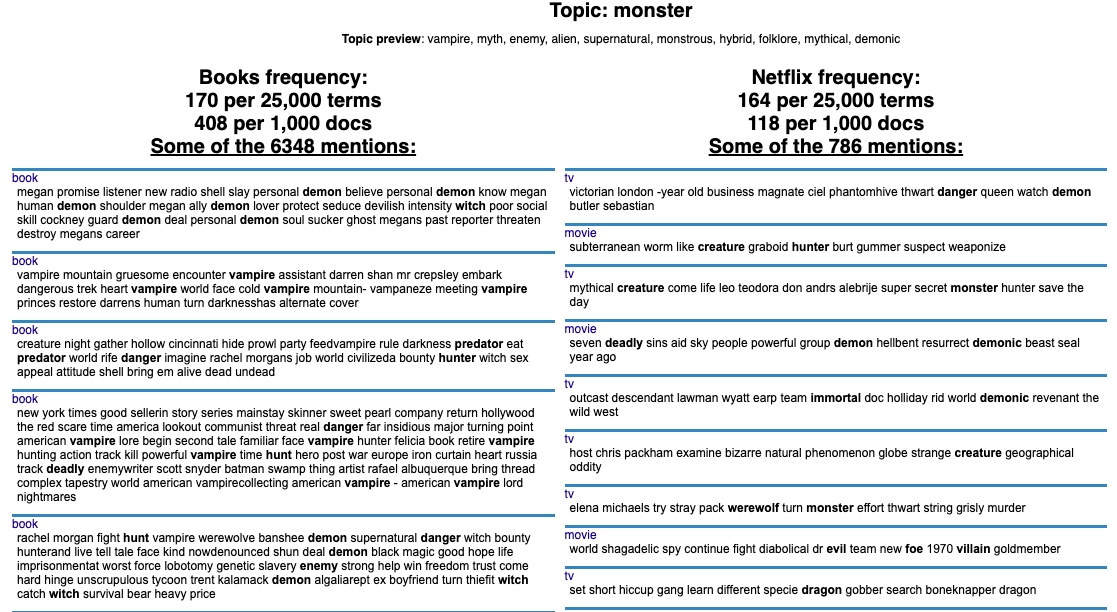 Topic: monster
Topic preview: vampire, myth, enemy, alien, supernatural, monstrous, hybrid, folklore, mythical, demonic
Books frequency:
170 per 25,000 terms
408 per 1,000 docs
Some of the 6348 mentions:
book
megan promise listener new radio shell slay personal demon believe personal demon know megan
human demon shoulder megan ally demon lover protect seduce devilish intensity witch poor social
skill cockney guard demon deal personal demon soul sucker ghost megans past reporter threaten
destroy megans career
book
vampire mountain gruesome encounter vampire assistant darren shan mr crepsley embark
dangerous trek heart vampire world face cold vampire mountain- vampaneze meeting vampire
princes restore darrens human turn darknesshas alternate cover
book
creature night gather hollow cincinnati hide prowl party feedvampire rule darkness predator eat
predator world rife danger imagine rachel morgans job world civilizeda bounty hunter witch sex
appeal attitude shell bring em alive dead undead
book
new york times good sellerin story series mainstay skinner sweet pearl company return hollywood
the red scare time america lookout communist threat real danger far insidious major turning point
american vampire lore begin second tale familiar face vampire hunter felicia book retire vampire
hunting action track kill powerful vampire time hunt hero post war europe iron curtain heart russia
track deadly enemywriter scott snyder batman swamp thing artist rafael albuquerque bring thread
complex tapestry world american vampirecollecting american vampire - american vampire lord
nightmares
book
rachel morgan fight hunt vampire werewolve banshee demon supernatural danger witch bounty
hunterand live tell tale face kind nowdenounced shun deal demon black magic good hope life
imprisonmentat worst force lobotomy genetic slavery enemy strong help win freedom trust come
hard hinge unscrupulous tycoon trent kalamack demon algaliarept ex boyfriend turn thiefit witch
catch witch survival bear heavy price
Netflix frequency:
164 per 25,000 terms
118 per 1,000 docs
Some of the 786 mentions:
tv
victorian london -year old business magnate ciel phantomhive thwart danger queen watch demon
butler sebastian
movie
subterranean worm like creature graboid hunter burt gummer suspect weaponize
tv
mythical creature come life leo teodora don andrs alebrije super secret monster hunter save the
day
movie
seven deadly sins aid sky people powerful group demon hellbent resurrect demonic beast seal
year ago
tv
outcast descendant lawman wyatt earp team immortal doc holliday rid world demonic revenant the
wild west
tv
host chris packham examine bizarre natural phenomenon globe strange creature geographical
oddity
tv
elena michaels try stray pack werewolf turn monster effort thwart string grisly murder
movie
world shagadelic spy continue fight diabolical dr evil team new foe 1970 villain goldmember
tv
set short hiccup gang learn different specie dragon gobber search boneknapper dragon